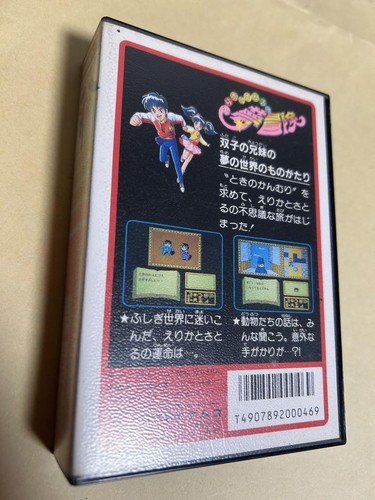 双子の兄妹の
夢の世界のものがたり
"ときのかんむり"を
求めて、えりかとさと
るの不思議な旅がはじ
まった!
★ふしぎ世界に迷いこ
んだ、えりかとさと
るの運命は…。
★動物たちの話は、み
んな聞こう。意外な
手がかりが…?!
T4907892000469